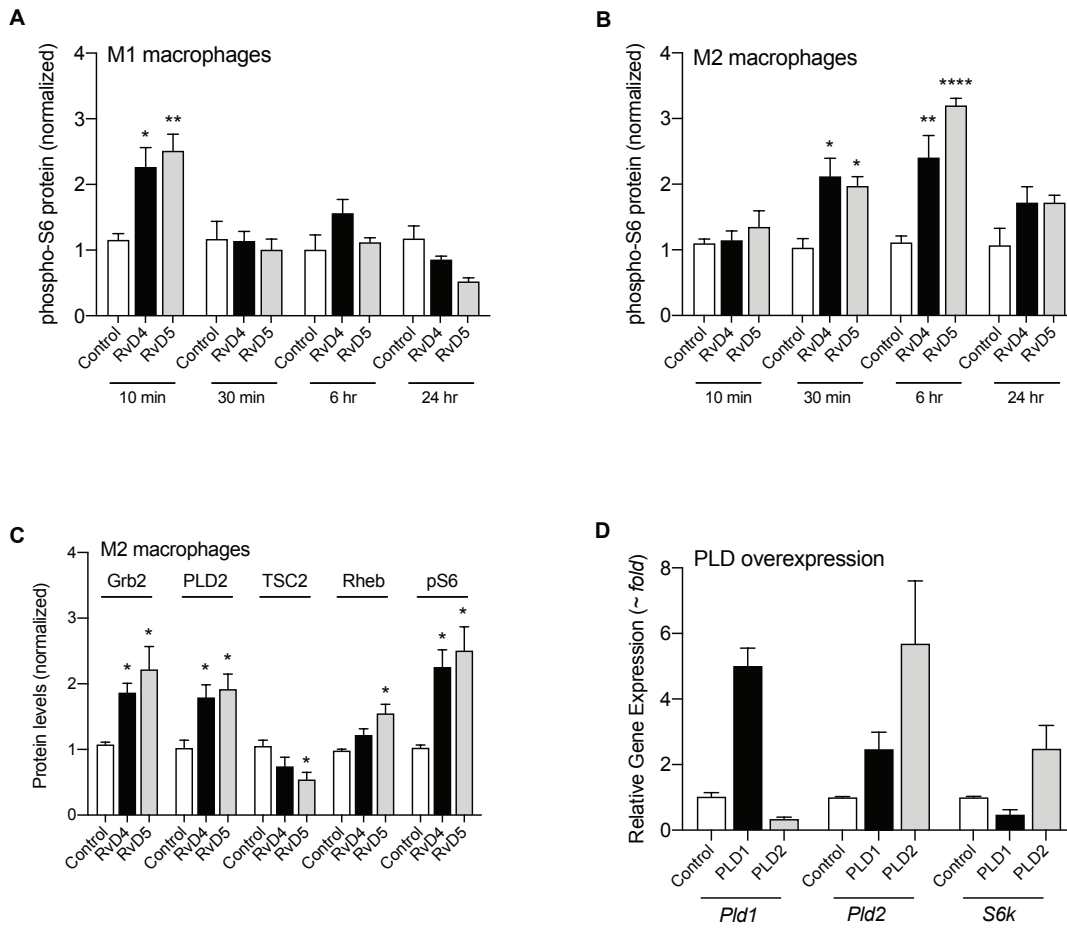 A
M1 macrophages
phospho-S6 protein (normalized)
4
3
2
1
0
* **
Control RvD4 RvD5 Control RvD4 RvD5 Control RvD4 RvD5 Control RvD4 RvD5
10 min 30 min 6 hr 24 hr
B
M2 macrophages
phospho-S6 protein (normalized)
4
3
2
1
0
* * ** ****
Control RvD4 RvD5 Control RvD4 RvD5 Control RvD4 RvD5 Control RvD4 RvD5
10 min 30 min 6 hr 24 hr
C
M2 macrophages
Protein levels (normalized)
4
3
2
1
0
Grb2 PLD2 TSC2 Rheb pS6
* * * * * * * *
Control RvD4 RvD5 Control RvD4 RvD5 Control RvD4 RvD5 Control RvD4 RvD5 Control RvD4 RvD5
D
PLD overexpression
Relative Gene Expression (~ fold)
8
6
4
2
0
Control PLD1 PLD2 Control PLD1 PLD2 Control PLD1 PLD2
Pld1 Pld2 S6k